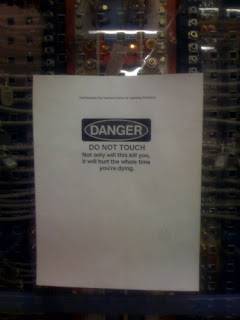 DANGER
DO NOT TOUCH
Not only will this kill you,
it will hurt the whole time
you're dying.